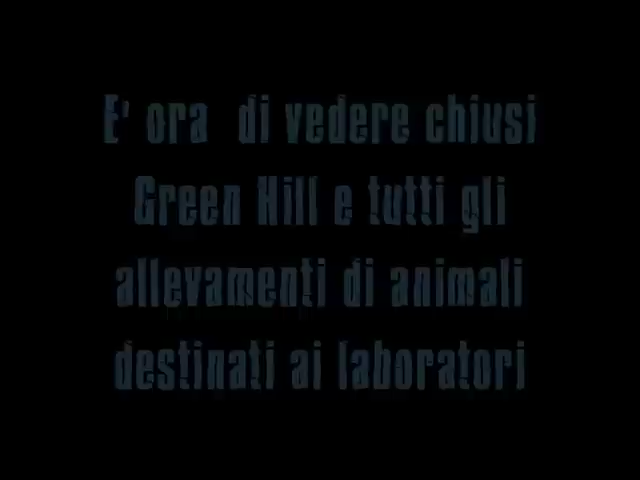 E' ora di vedere chiusi
Green Hill e tutti gli
allevamenti di animali
destinati ai laboratori